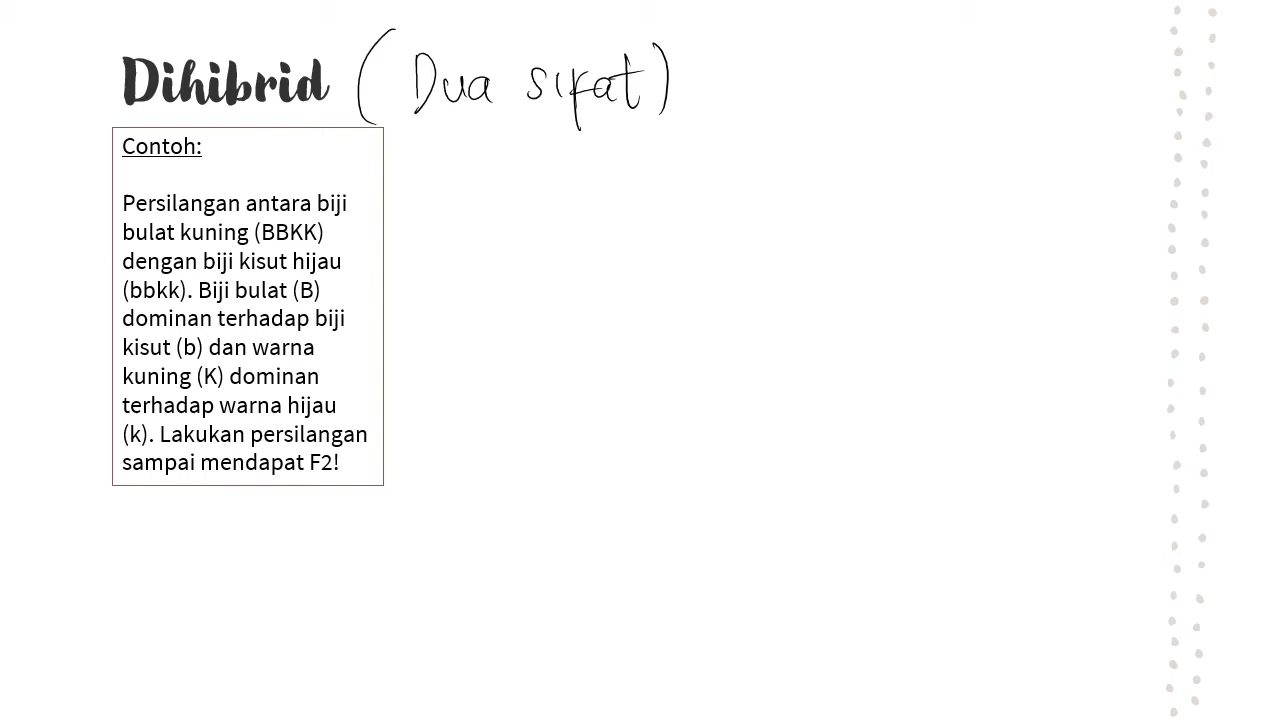 Dihibrid (Dua sifat)
Contoh:
Persilangan antara biji
bulat kuning (BBKK)
dengan biji kisut hijau
(bbkk). Biji bulat (B)
dominan terhadap biji
kisut (b) dan warna
kuning (K) dominan
terhadap warna hijau
(k). Lakukan persilangan
sampai mendapat F2!